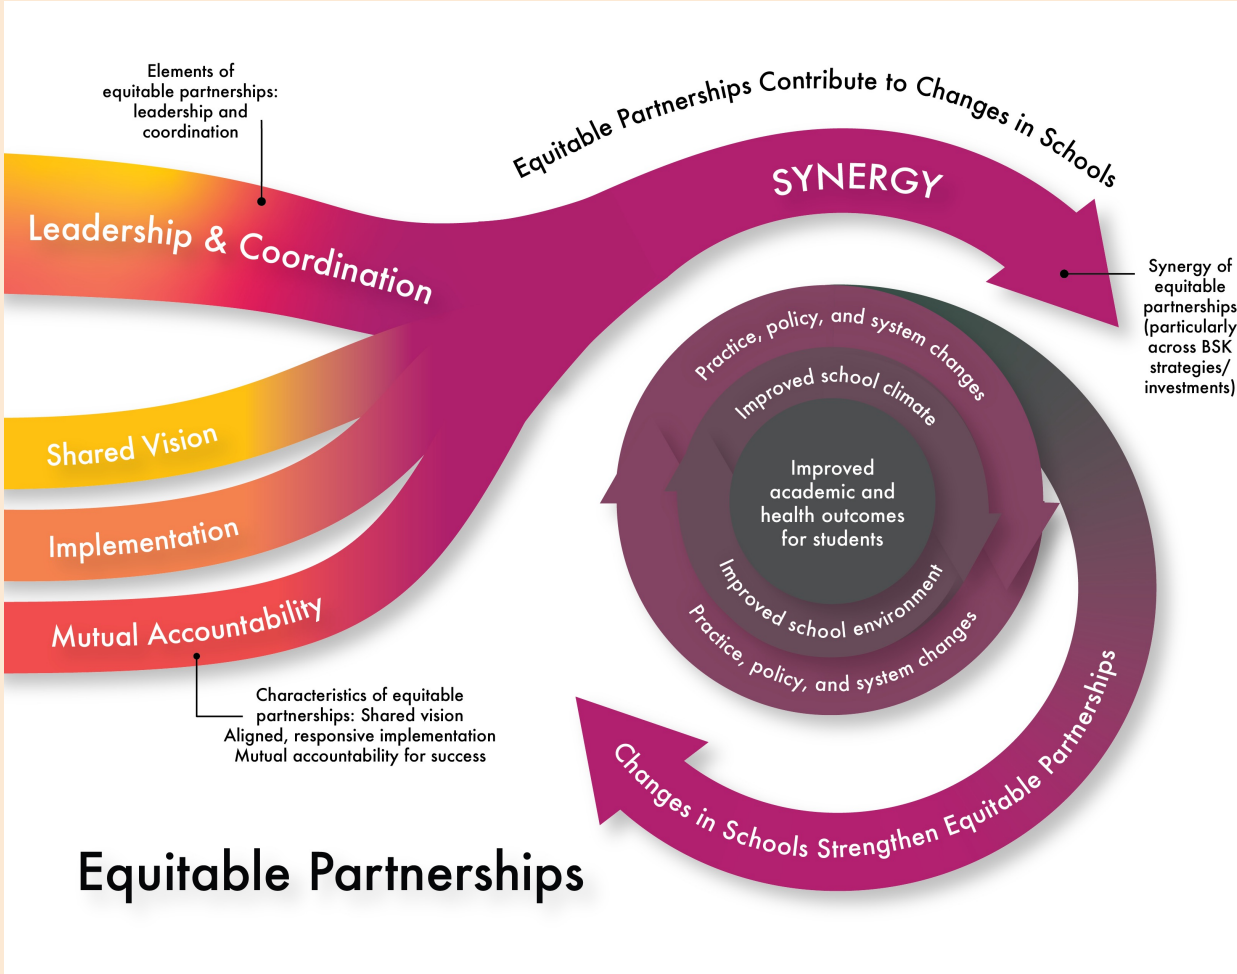 Elements of
equitable partnerships:
leadership and
coordination
Equitable Partnerships Contribute to Changes in Schools
SYNERGY
Leadership & Coordination
Synergy of
equitable
partnerships
(particularly
across BSK
strategies/
investments)
Practice, policy, and system changes
Improved school climate
Improved
academic and
health outcomes
for students
Improved school environment
Practice, policy, and system changes
Shared Vision
Implementation
Mutual Accountability
Characteristics of equitable
partnerships: Shared vision
Aligned, responsive implementation
Mutual accountability for success
Changes in Schools Strengthen Equitable Partnerships
Equitable Partnerships